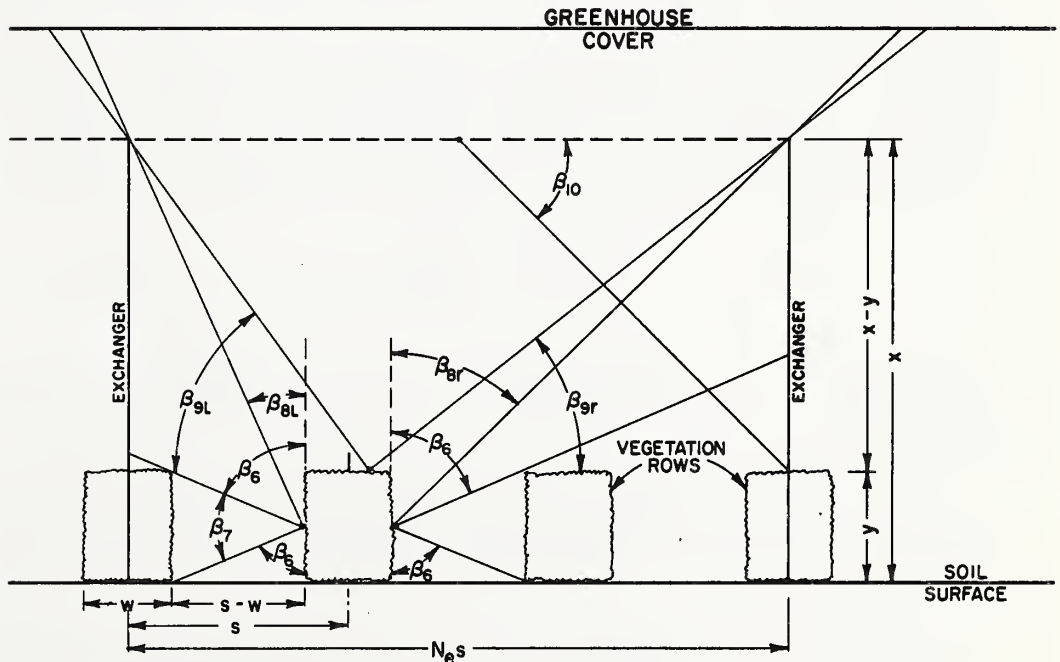 GREENHOUSE
COVER
β10
EXCHANGER
EXCHANGER
x-y
x
β8r
β9r
β9L
β8L
β6
β6
VEGETATION
ROWS
β7
β6
β6
y
SOIL
SURFACE
w
s-w
s
Nes